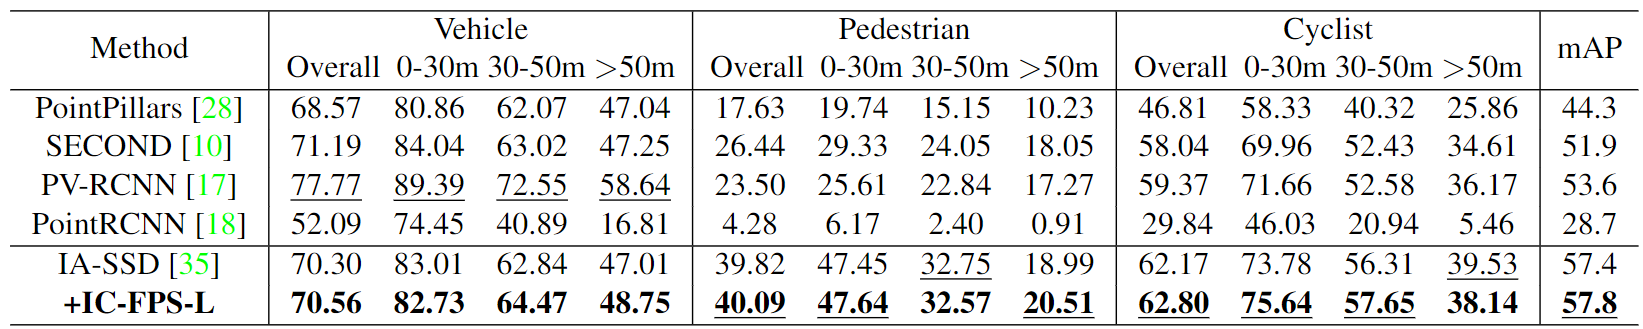 Method Vehicle Pedestrian Cyclist mAP
Overall 0-30m 30-50m >50m Overall 0-30m 30-50m >50m Overall 0-30m 30-50m >50m
PointPillars [28] 68.57 80.86 62.07 47.04 17.63 19.74 15.15 10.23 46.81 58.33 40.32 25.86 44.3
SECOND [10] 71.19 84.04 63.02 47.25 26.44 29.33 24.05 18.05 58.04 69.96 52.43 34.61 51.9
PV-RCNN [17] 77.77 89.39 72.55 58.64 23.50 25.61 22.84 17.27 59.37 71.66 52.58 36.17 53.6
PointRCNN [18] 52.09 74.45 40.89 16.81 4.28 6.17 2.40 0.91 29.84 46.03 20.94 5.46 28.7
IA-SSD [35] 70.30 83.01 62.84 47.01 39.82 47.45 32.75 18.99 62.17 73.78 56.31 39.53 57.4
+IC-FPS-L 70.56 82.73 64.47 48.75 40.09 47.64 32.57 20.51 62.80 75.64 57.65 38.14 57.8